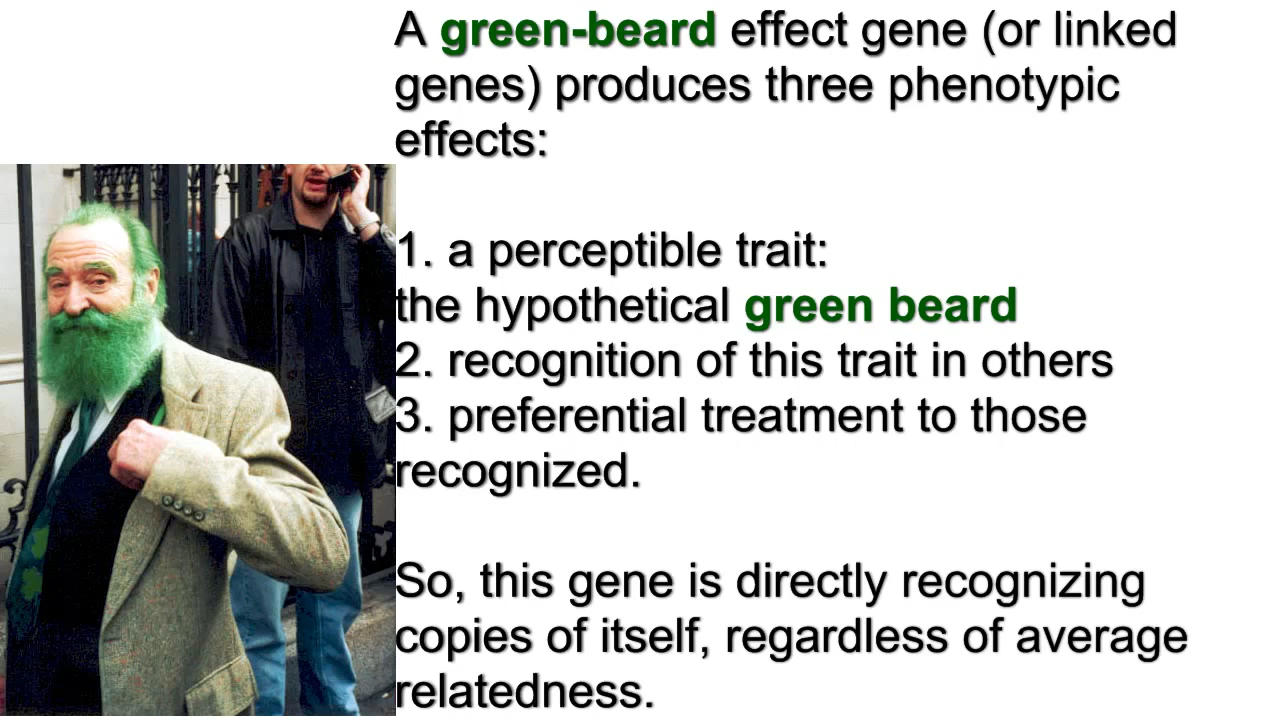 A green-beard effect gene (or linked
genes) produces three phenotypic
effects:
1. a perceptible trait:
the hypothetical green beard
2. recognition of this trait in others
3. preferential treatment to those
recognized.
So, this gene is directly recognizing
copies of itself, regardless of average
relatedness.